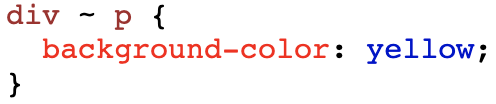 div ~ p {
  background-color: yellow;
}